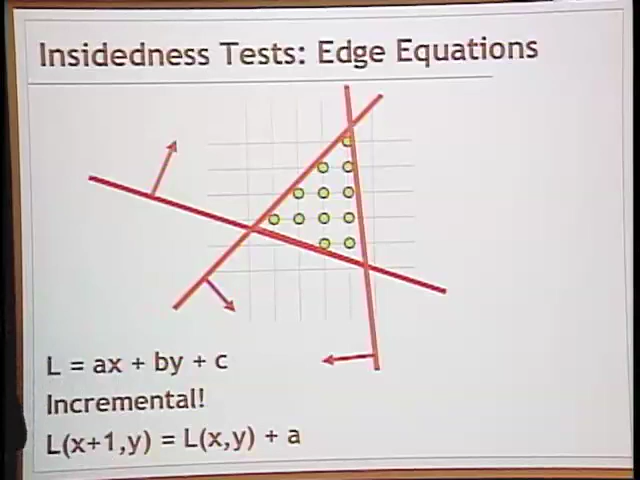 Insidedness Tests: Edge Equations
L = ax + by + c
Incremental!
L(x+1,y) = L(x,y) + a